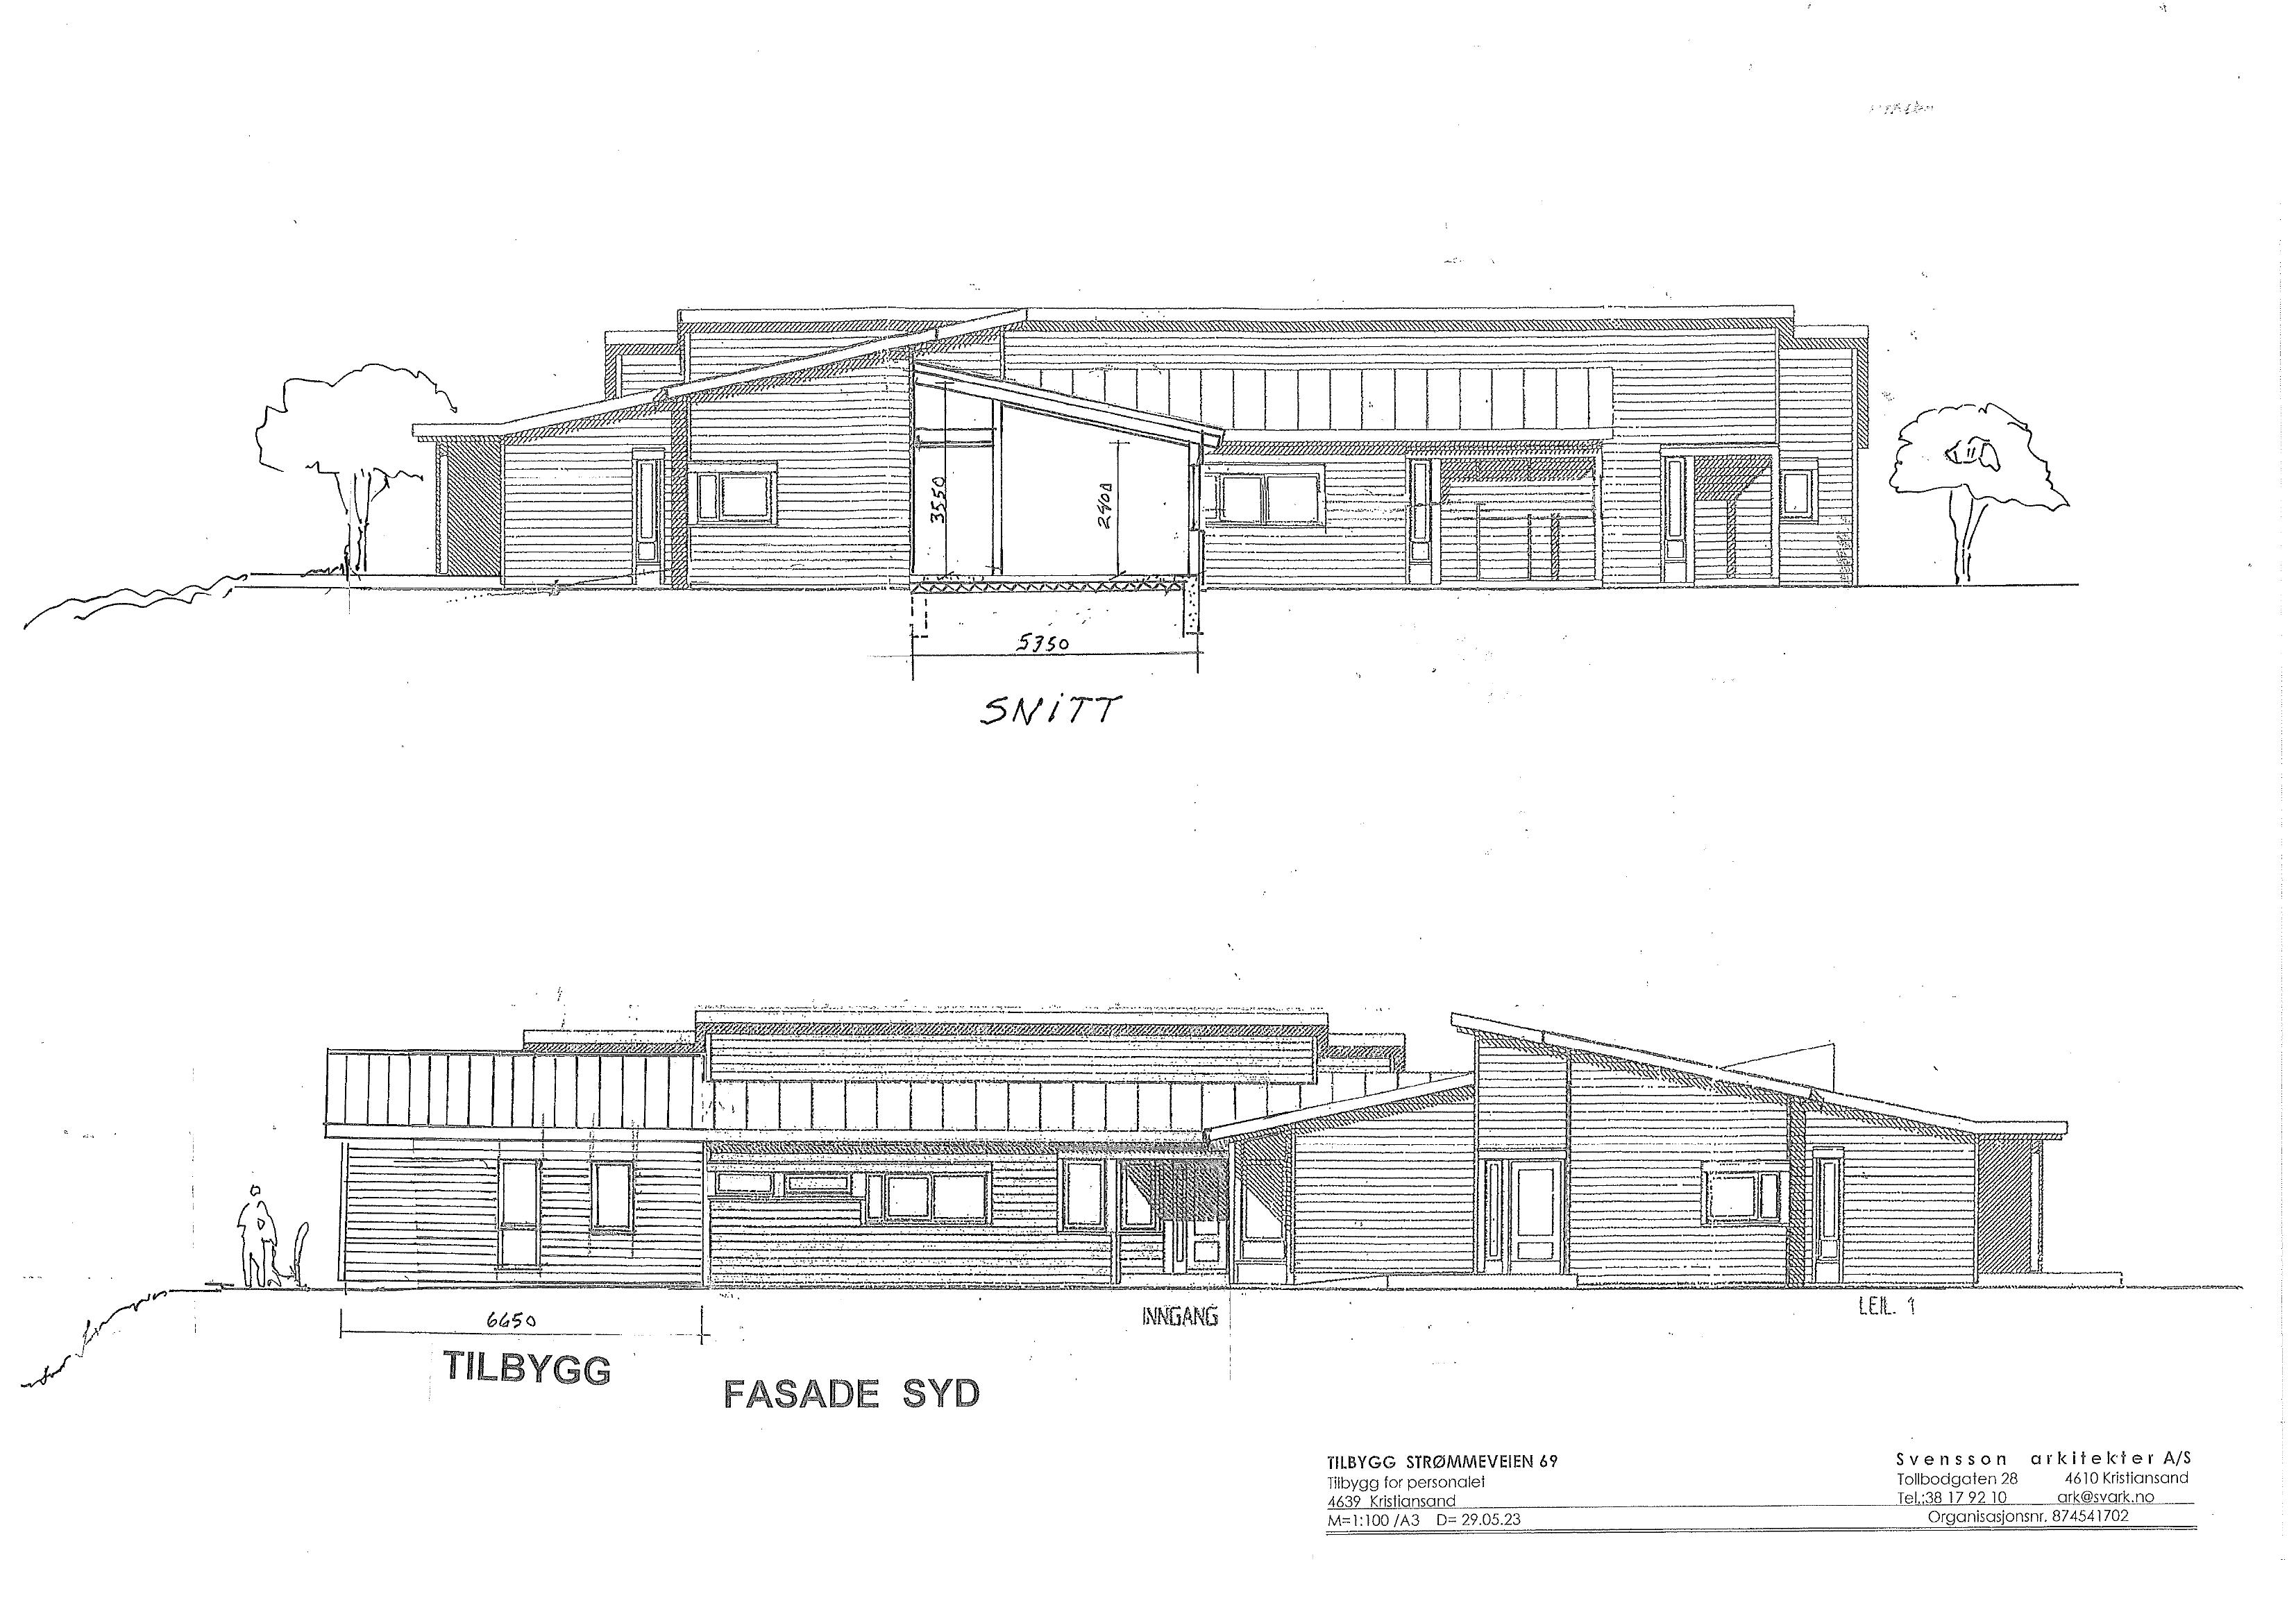 3550
2400
5350
SNiTT
6650
INNGANG
LEIL. 1
TILBYGG
FASADE SYD
TILBYGG STRØMMEVEIEN 69
Tilbygg for personalet
4639 Kristiansand
M=1:100 /A3 D= 29.05.23
Svensson arkitekter A/S
Tollbodgaten 28 4610 Kristiansand
Tel.:38 17 92 10 ark@svark.no
Organisasjonsnr. 874541702